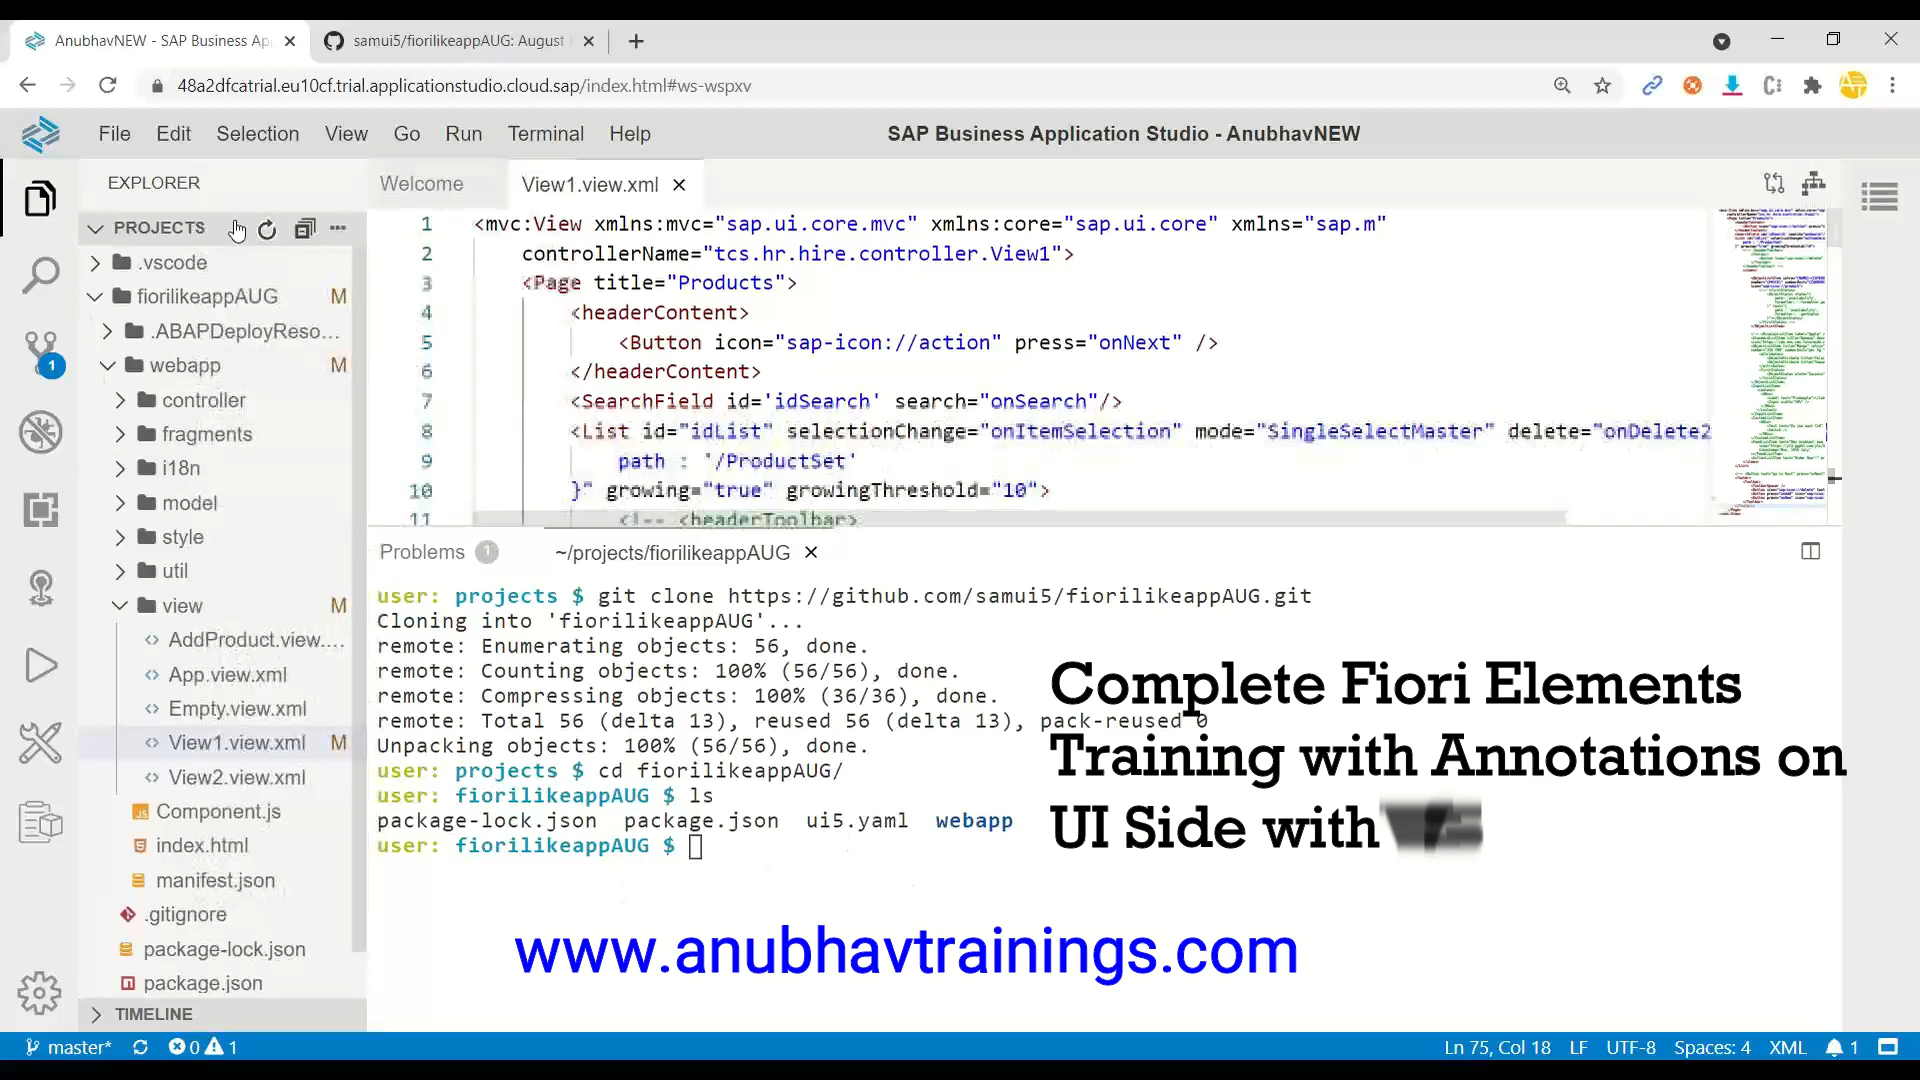 AnubhavNEW - SAP Business Ap
samui5/fiorilikeappAUG: August
48a2dfcatrial.eu10cf.trial.applicationstudio.cloud.sap/index.html#ws-wspxv
File Edit Selection View Go Run Terminal Help
SAP Business Application Studio - AnubhavNEW
EXPLORER
PROJECTS
.vscode
fiorilikeappAUG M
.ABAPDeployReso...
webapp M
controller
fragments
i18n
model
style
util
view M
AddProduct.view....
App.view.xml
Empty.view.xml
View1.view.xml M
View2.view.xml
Component.js
index.html
manifest.json
.gitignore
package-lock.json
package.json
TIMELINE
1
Welcome
View1.view.xml
1 <mvc:View xmlns:mvc="sap.ui.core.mvc" xmlns:core="sap.ui.core" xmlns="sap.m"
2 controllerName="tcs.hr.hire.controller.View1">
3 <Page title="Products">
4 <headerContent>
5 <Button icon="sap-icon://action" press="onNext" />
6 </headerContent>
7 <SearchField id='idSearch' search="onSearch"/>
8 <List id="idList" selectionChange="onItemSelection" mode="SingleSelectMaster" delete="onDelete2
9 path : '/ProductSet'
10 }" growing="true" growingThreshold="10">
11 <!-- <headerToolbar>
Problems 1
~/projects/fiorilikeappAUG
user: projects $ git clone https://github.com/samui5/fiorilikeappAUG.git
Cloning into 'fiorilikeappAUG'...
remote: Enumerating objects: 56, done.
remote: Counting objects: 100% (56/56), done.
remote: Compressing objects: 100% (36/36), done.
remote: Total 56 (delta 13), reused 56 (delta 13), pack-reused 0
Unpacking objects: 100% (56/56), done.
user: projects $ cd fiorilikeappAUG/
user: fiorilikeappAUG $ ls
package-lock.json package.json ui5.yaml webapp
user: fiorilikeappAUG $
Complete Fiori Elements
Training with Annotations on
UI Side with
www.anubhavtrainings.com
master* 0 1
Ln 75, Col 18 LF UTF-8 Spaces: 4 XML 1